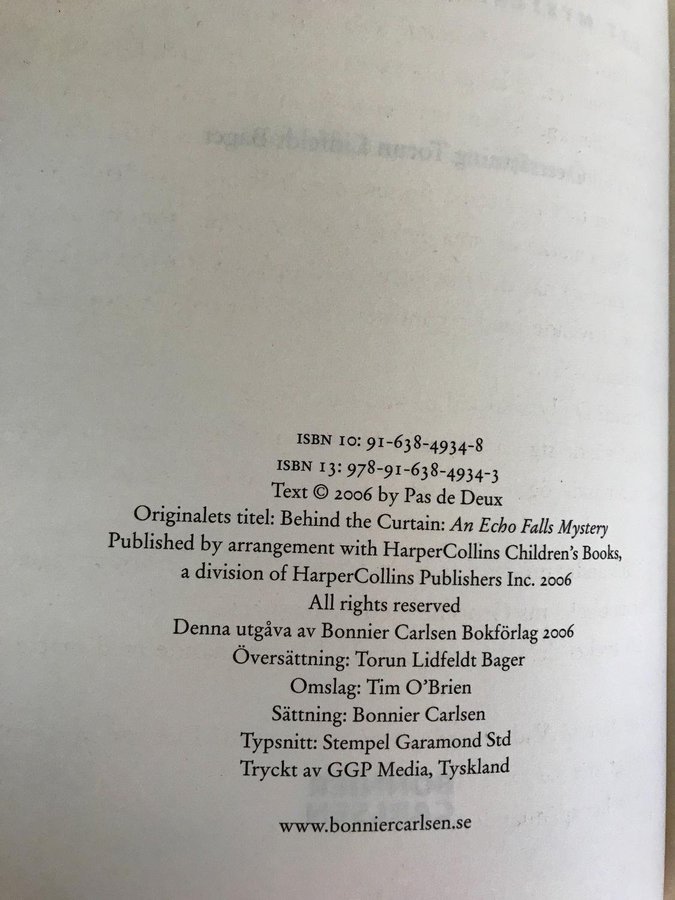 ISBN 10: 91-638-4934-8
ISBN 13: 978-91-638-4934-3
Text © 2006 by Pas de Deux
Originalets titel: Behind the Curtain: An Echo Falls Mystery
Published by arrangement with HarperCollins Children's Books,
a division of HarperCollins Publishers Inc. 2006
All rights reserved
Denna utgåva av Bonnier Carlsen Bokförlag 2006
Översättning: Torun Lidfeldt Bager
Omslag: Tim O'Brien
Sättning: Bonnier Carlsen
Typsnitt: Stempel Garamond Std
Tryckt av GGP Media, Tyskland
www.bonniercarlsen.se